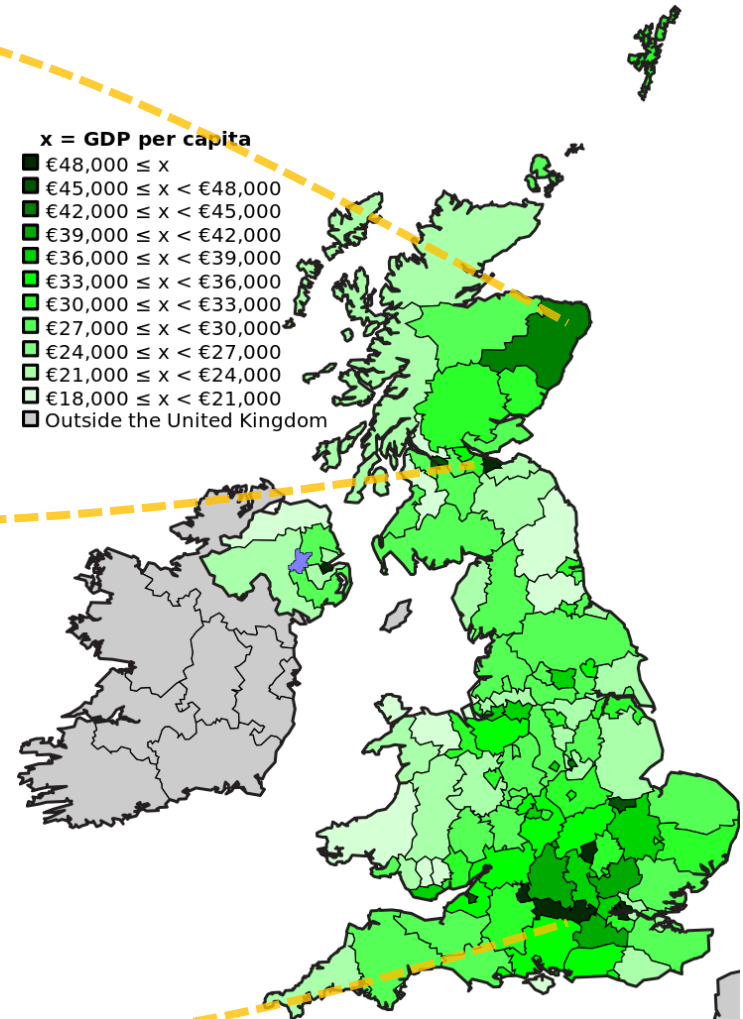 x = GDP per capita
€48,000 ≤ x
€45,000 ≤ x < €48,000
€42,000 ≤ x < €45,000
€39,000 ≤ x < €42,000
€36,000 ≤ x < €39,000
€33,000 ≤ x < €36,000
€30,000 ≤ x < €33,000
€27,000 ≤ x < €30,000
€24,000 ≤ x < €27,000
€21,000 ≤ x < €24,000
€18,000 ≤ x < €21,000
Outside the United Kingdom